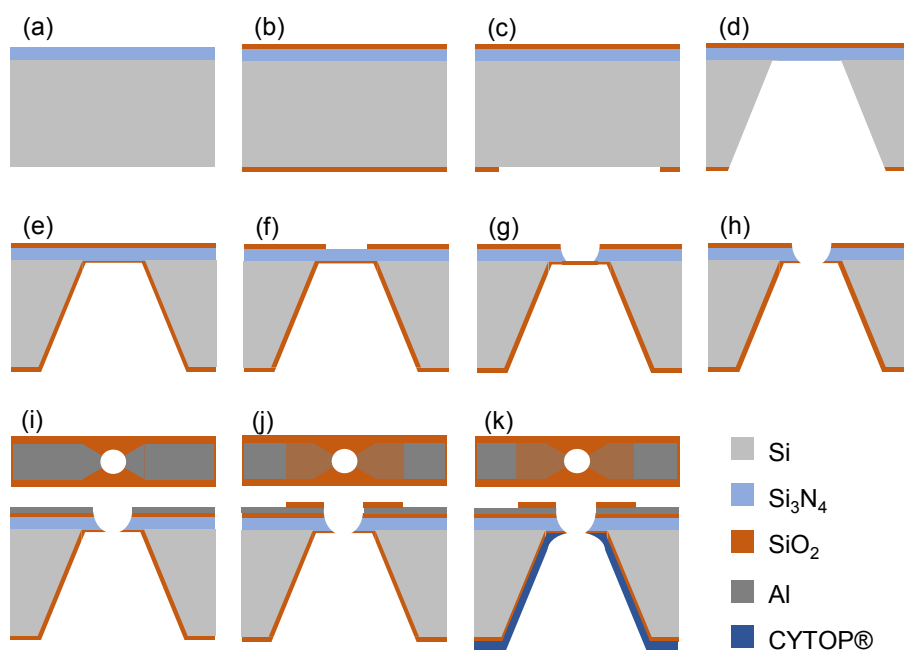 (a)
(b)
(c)
(d)
(e)
(f)
(g)
(h)
(i)
(j)
(k)
Si
Si₃N₄
SiO₂
Al
CYTOP®